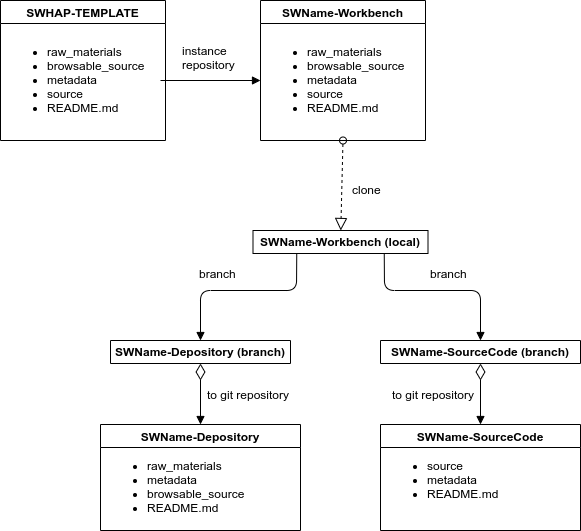 SWHAP-TEMPLATE
• raw_materials
• browsable_source
• metadata
• source
• README.md
instance
repository
SWName-Workbench
• raw_materials
• browsable_source
• metadata
• source
• README.md
clone
SWName-Workbench (local)
branch
branch
SWName-Depository (branch)
SWName-SourceCode (branch)
to git repository
to git repository
SWName-Depository
• raw_materials
• metadata
• browsable_source
• README.md
SWName-SourceCode
• source
• metadata
• README.md